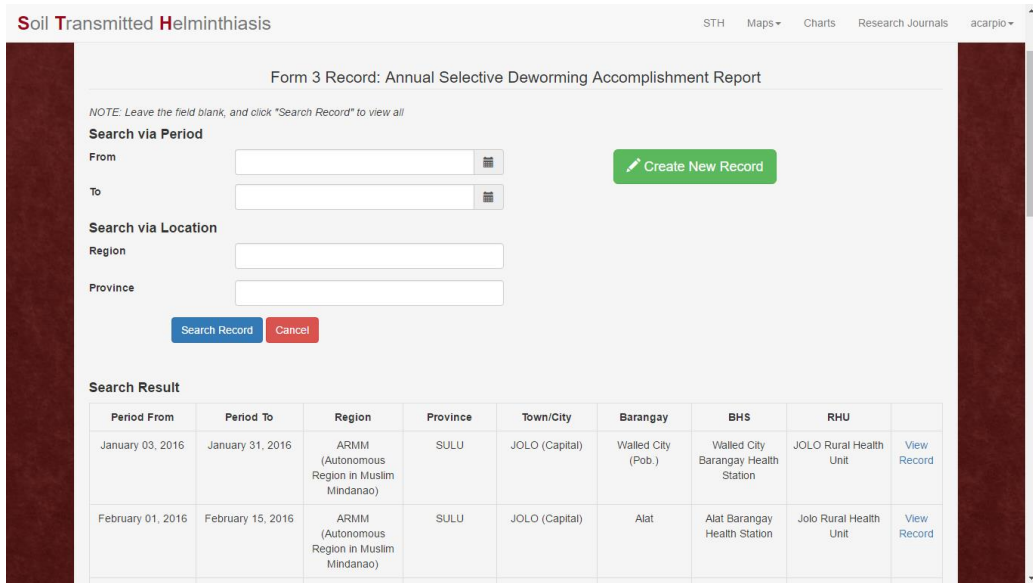 Soil Transmitted Helminthiasis
STH Maps Charts Research Journals acarpio
Form 3 Record: Annual Selective Deworming Accomplishment Report
NOTE: Leave the field blank, and click "Search Record" to view all
Search via Period
From
Create New Record
To
Search via Location
Region
Province
Search Record Cancel
Search Result
Period From Period To Region Province Town/City Barangay BHS RHU
January 03, 2016 January 31, 2016 ARMM SULU JOLO (Capital) Walled City Walled City JOLO Rural Health View
(Autonomous (Pob.) Barangay Health Unit Record
Region in Muslim Station
Mindanao)
February 01, 2016 February 15, 2016 ARMM SULU JOLO (Capital) Alat Alat Barangay Jolo Rural Health View
(Autonomous Health Station Unit Record
Region in Muslim
Mindanao)